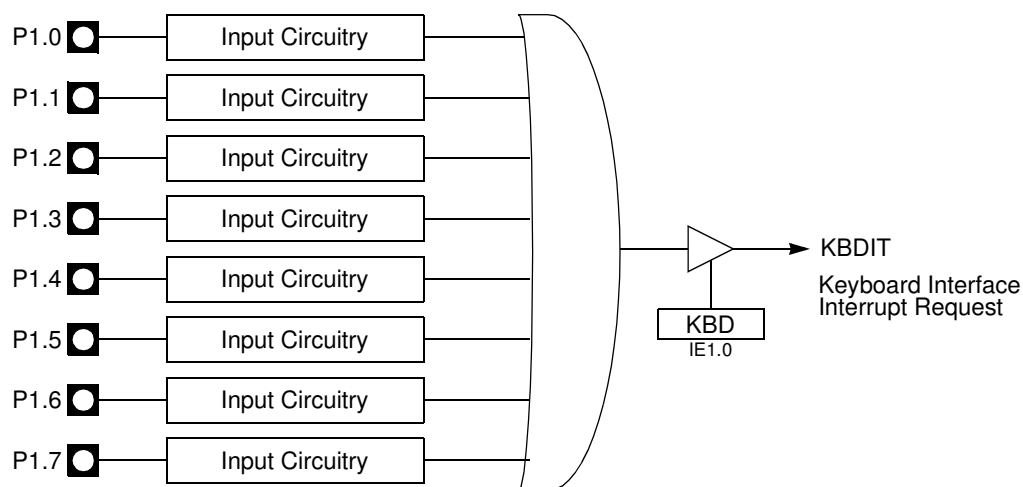 P1.0 Input Circuitry
P1.1 Input Circuitry
P1.2 Input Circuitry
P1.3 Input Circuitry
P1.4 Input Circuitry
P1.5 Input Circuitry
P1.6 Input Circuitry
P1.7 Input Circuitry
KBDIT
Keyboard Interface
Interrupt Request
KBD
IE1.0